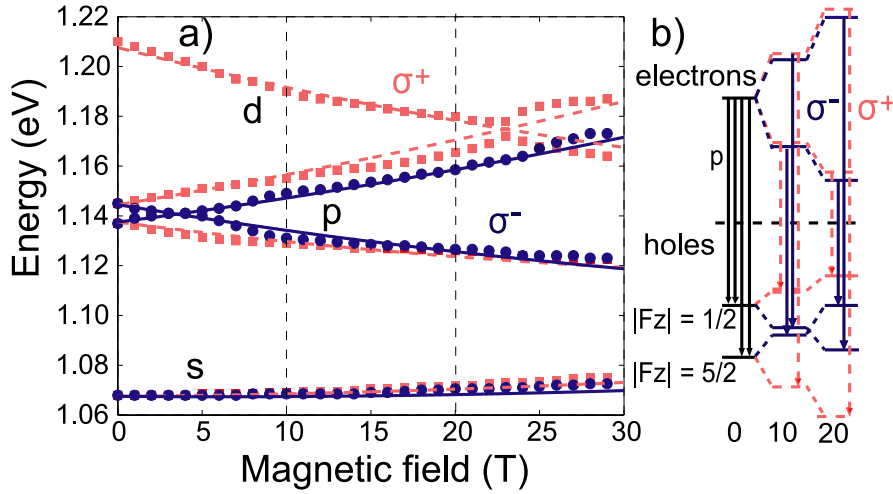 a)
1.22
1.20
1.18
1.16
1.14
1.12
1.10
1.08
1.06
Energy (eV)
σ+
d
p
σ-
s
0
5
10
15
20
25
30
Magnetic field (T)
b)
electrons
σ-
σ+
p
holes
|Fz| = 1/2
|Fz| = 5/2
0
10
20